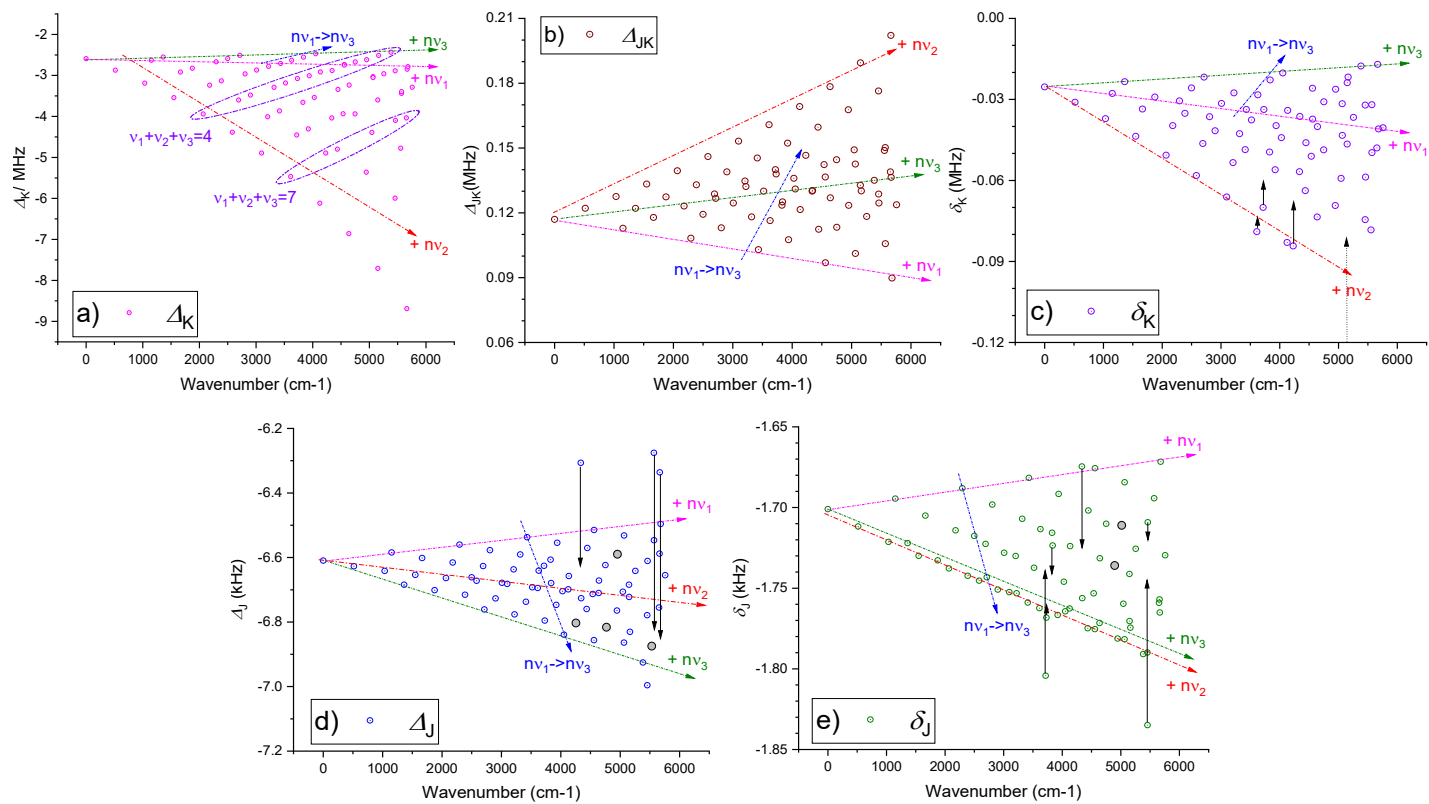 -2
-3
-4
-5
-6
-7
-8
-9
Δ_K/ MHz
nν₁->nν₃
+ nν₃
+ nν₁
ν₁+ν₂+ν₃=4
ν₁+ν₂+ν₃=7
+ nν₂
a) Δ_K
0 1000 2000 3000 4000 5000 6000
Wavenumber (cm-1)
0.21
0.18
0.15
0.12
0.09
0.06
Δ_JK(MHz)
b) Δ_JK
+ nν₂
+ nν₃
nν₁->nν₃
+ nν₁
0 1000 2000 3000 4000 5000 6000
Wavenumber (cm-1)
0.00
-0.03
-0.06
-0.09
-0.12
δ_K (MHz)
nν₁->nν₃
+ nν₃
+ nν₁
+ nν₂
c) δ_K
0 1000 2000 3000 4000 5000 6000
Wavenumber (cm-1)
-6.2
-6.4
-6.6
-6.8
-7.0
-7.2
Δ_J (kHz)
+ nν₁
+ nν₂
nν₁->nν₃
+ nν₃
d) Δ_J
0 1000 2000 3000 4000 5000 6000
Wavenumber (cm-1)
-1.65
-1.70
-1.75
-1.80
-1.85
δ_J (kHz)
+ nν₁
nν₁->nν₃
+ nν₃
+ nν₂
e) δ_J
0 1000 2000 3000 4000 5000 6000
Wavenumber (cm-1)